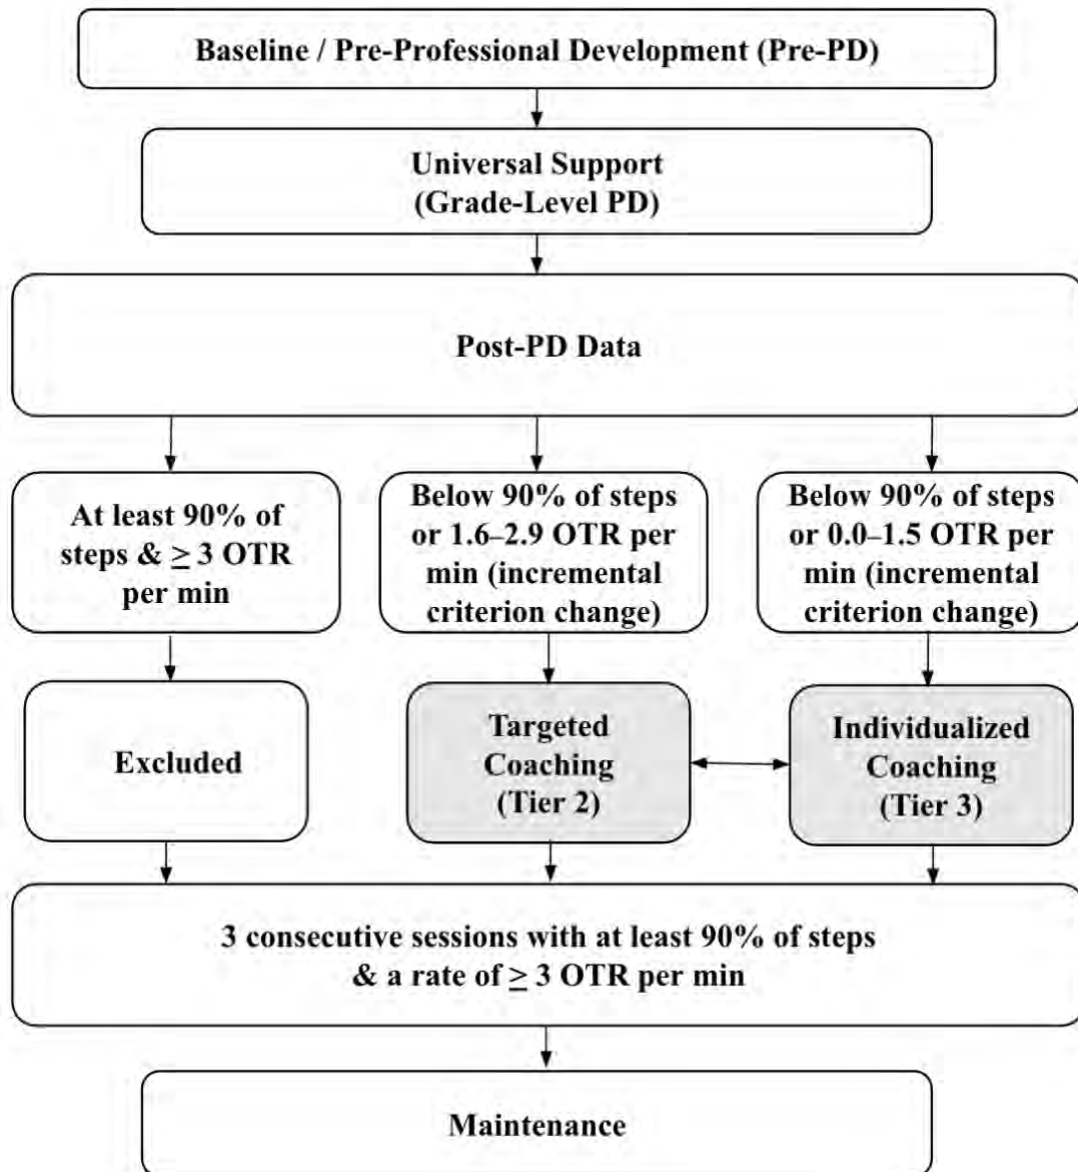 Baseline / Pre-Professional Development (Pre-PD)
Universal Support
(Grade-Level PD)
Post-PD Data
At least 90% of
steps & ≥ 3 OTR
per min
Below 90% of steps
or 1.6–2.9 OTR per
min (incremental
criterion change)
Below 90% of steps
or 0.0–1.5 OTR per
min (incremental
criterion change)
Excluded
Targeted
Coaching
(Tier 2)
Individualized
Coaching
(Tier 3)
3 consecutive sessions with at least 90% of steps
& a rate of ≥ 3 OTR per min
Maintenance